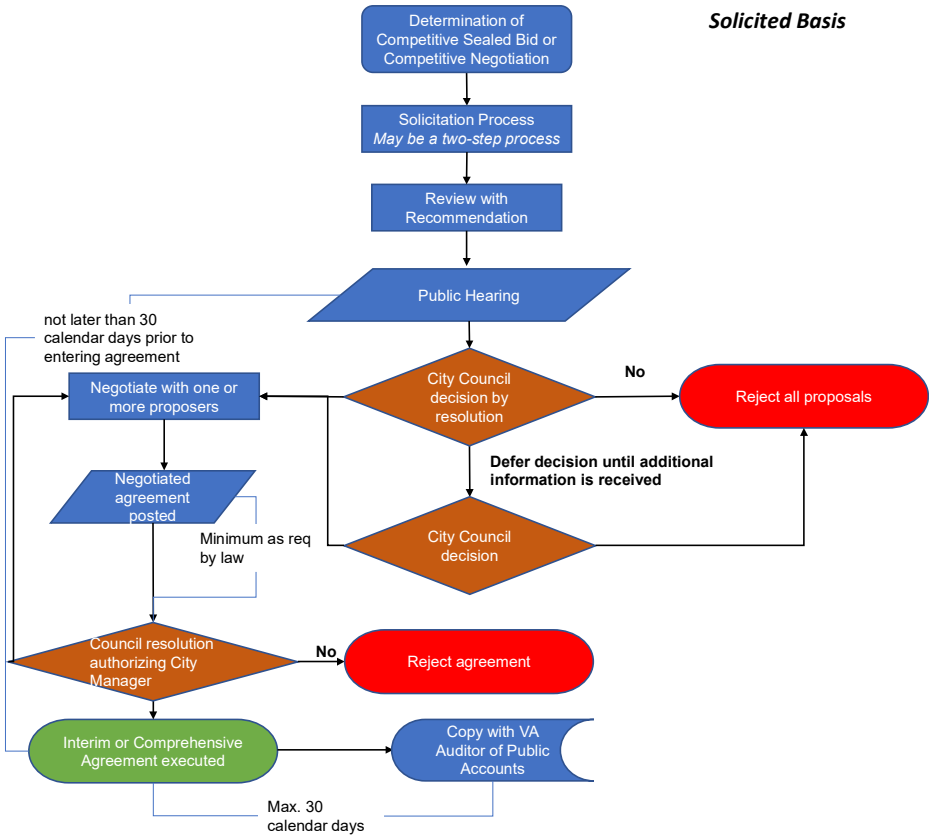 Solicited Basis
Determination of
Competitive Sealed Bid or
Competitive Negotiation
Solicitation Process
May be a two-step process
Review with
Recommendation
Public Hearing
not later than 30
calendar days prior to
entering agreement
Negotiate with one or
more proposers
City Council
decision by
resolution
No
Reject all proposals
Defer decision until additional
information is received
Negotiated
agreement
posted
Minimum as req
by law
City Council
decision
Council resolution
authorizing City
Manager
No
Reject agreement
Interim or Comprehensive
Agreement executed
Copy with VA
Auditor of Public
Accounts
Max. 30
calendar days